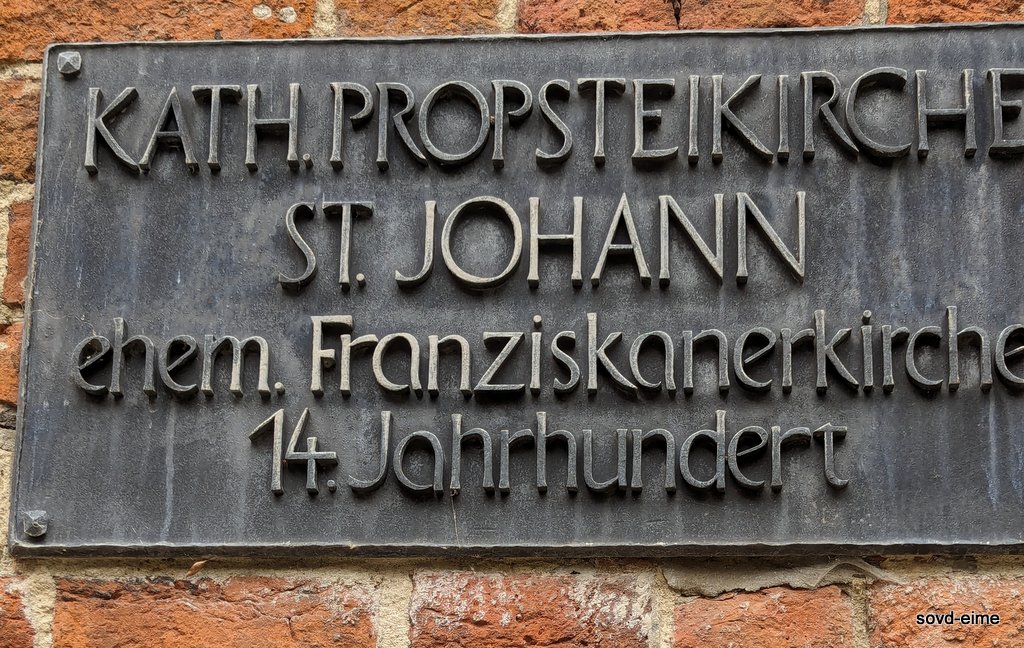 KATH. PROPSTEIKIRCHE
ST. JOHANN
ehem. Franziskanerkirche
14. Jahrhundert
sovd-eime